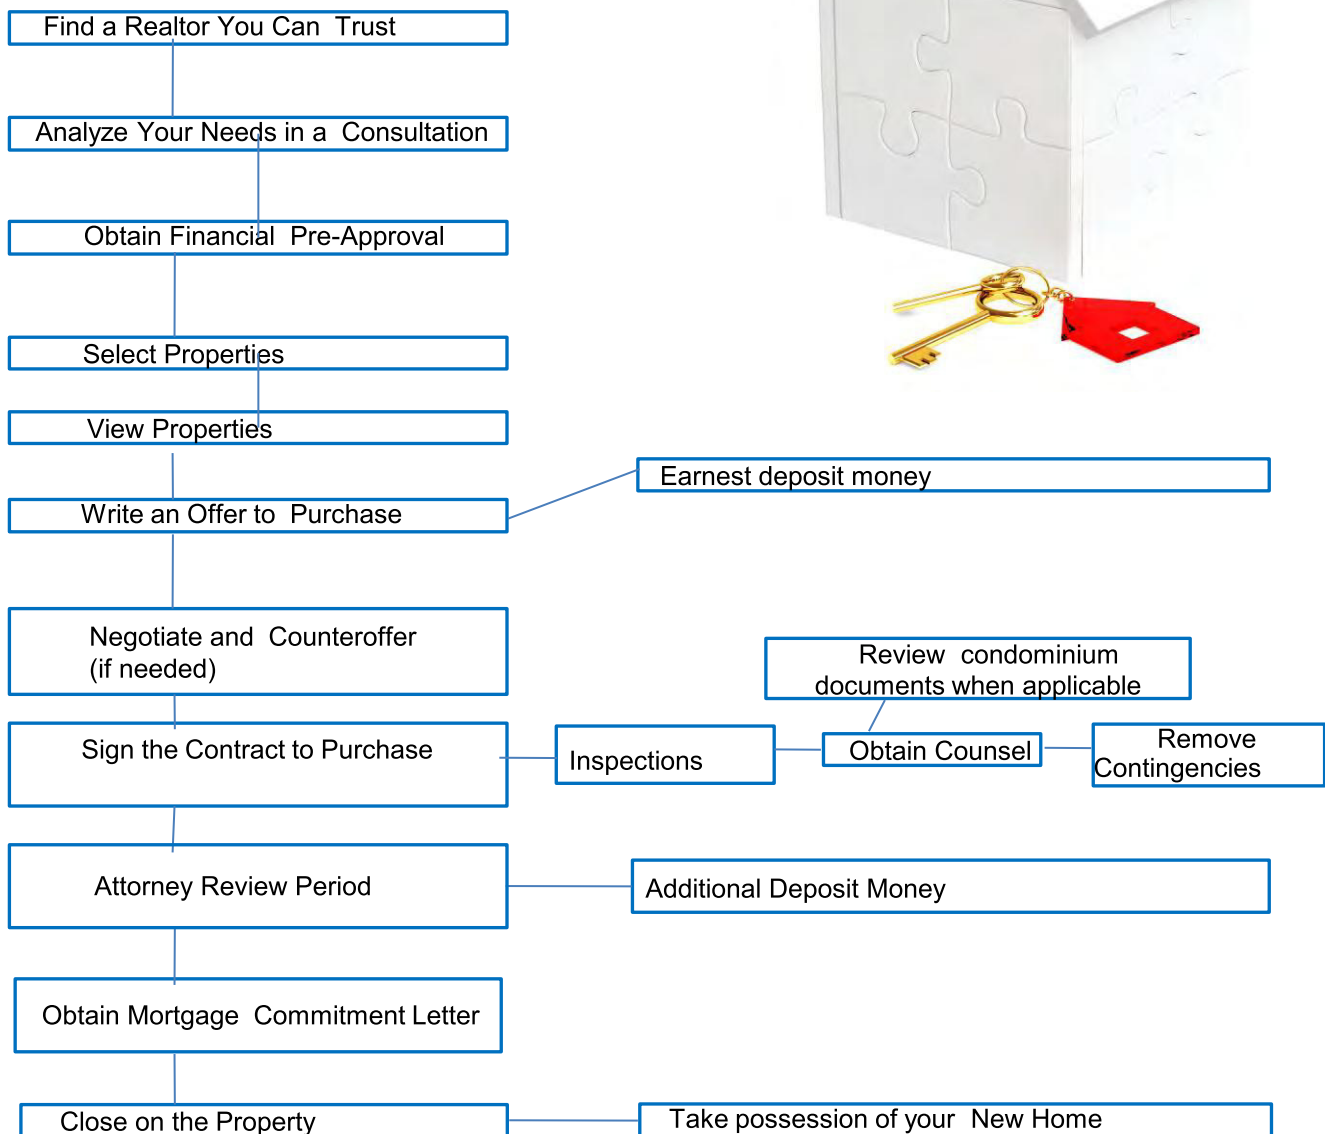 Find a Realtor You Can Trust
Analyze Your Needs in a Consultation
Obtain Financial Pre-Approval
Select Properties
View Properties
Earnest deposit money
Write an Offer to Purchase
Negotiate and Counteroffer
(if needed)
Review condominium
documents when applicable
Sign the Contract to Purchase
Inspections
Obtain Counsel
Remove
Contingencies
Attorney Review Period
Additional Deposit Money
Obtain Mortgage Commitment Letter
Close on the Property
Take possession of your New Home